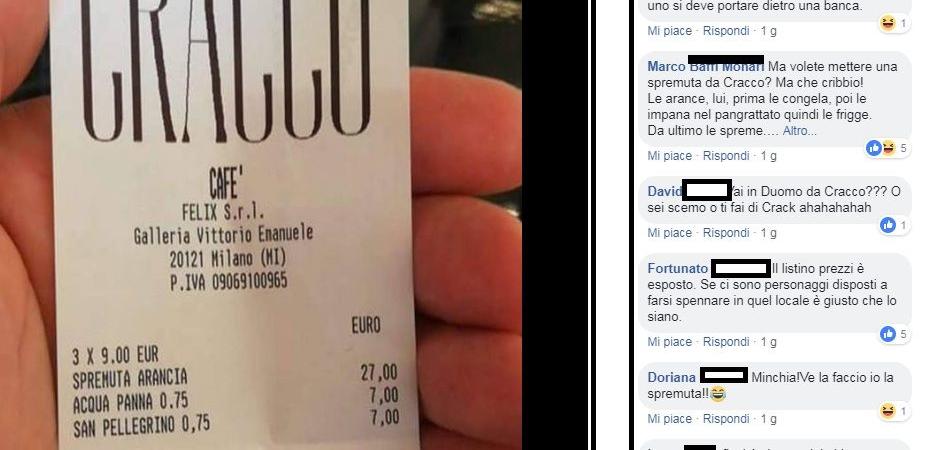 CRACCO
CAFE'
FELIX S.r.l.
Galleria Vittorio Emanuele
20121 Milano (MI)
P.IVA 09069100965
EURO
3 X 9.00 EUR
SPREMUTA ARANCIA 27,00
ACQUA PANNA 0.75 7,00
SAN PELLEGRINO 0,75 7,00
uno si deve portare dietro una banca.
1
Mi piace · Rispondi · 1 g
Marco Ma volete mettere una
spremuta da Cracco? Ma che cribbio!
Le arance, lui, prima le congela, poi le
impana nel pangrattato quindi le frigge.
Da ultimo le spreme.... Altro...
5
Mi piace · Rispondi · 1 g
David Vai in Duomo da Cracco??? O
sei scemo o ti fai di Crack ahahahahah
1
Mi piace · Rispondi · 1 g
Fortunato Il listino prezzi è
esposto. Se ci sono personaggi disposti a
farsi spennare in quel locale è giusto che lo
siano.
5
Mi piace · Rispondi · 1 g
Doriana Minchia!Ve la faccio io la
spremuta!!😂
1
Mi piace · Rispondi · 1 g